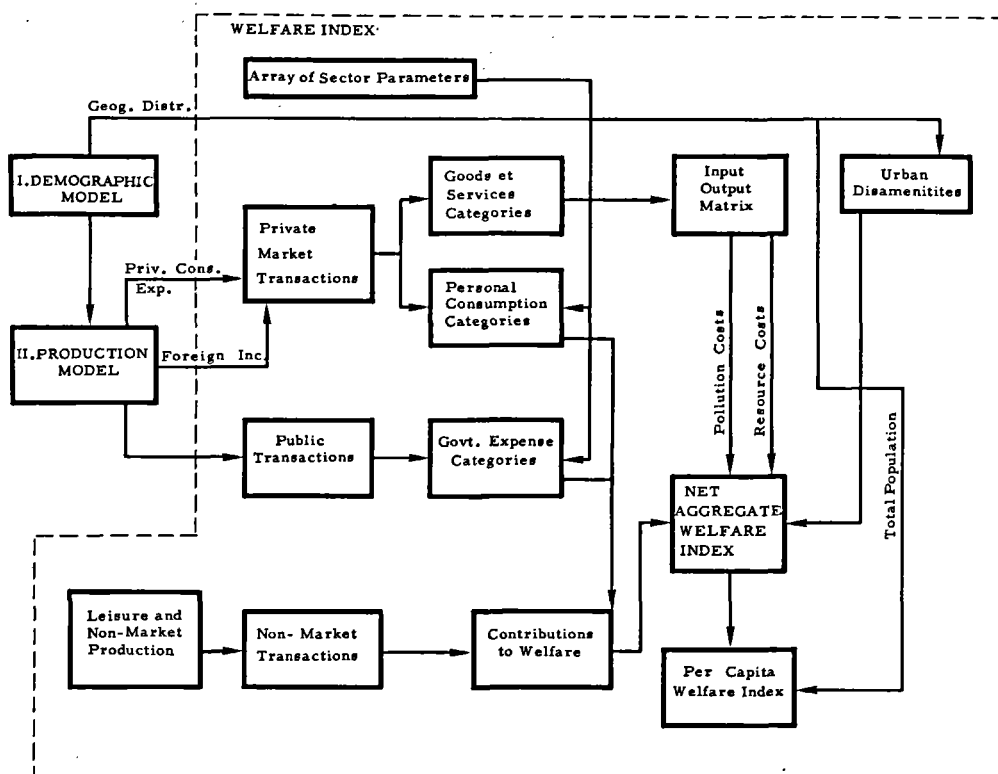 WELFARE INDEX
Array of Sector Parameters
Geog. Distr.
I.DEMOGRAPHIC
MODEL
Goods et
Services
Categories
Input
Output
Matrix
Urban
Disamenitites
Private
Market
Transactions
Priv. Cons.
Exp.
Personal
Consumption
Categories
II.PRODUCTION
MODEL
Foreign Inc.
Pollution Costs
Resource Costs
Public
Transactions
Govt. Expense
Categories
NET
AGGREGATE
WELFARE
INDEX
Total Population
Leisure and
Non-Market
Production
Non-Market
Transactions
Contributions
to Welfare
Per Capita
Welfare Index